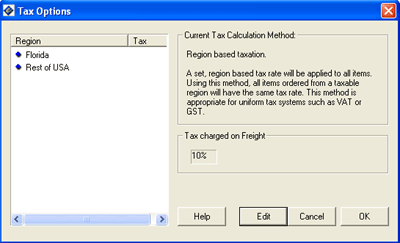 Tax Options
Region Tax
Florida
Rest of USA
Current Tax Calculation Method:
Region based taxation.
A set, region based tax rate will be applied to all items.
Using this method, all items ordered from a taxable
region will have the same tax rate. This method is
appropriate for uniform tax systems such as VAT or
GST.
Tax charged on Freight
10%
Help Edit Cancel OK